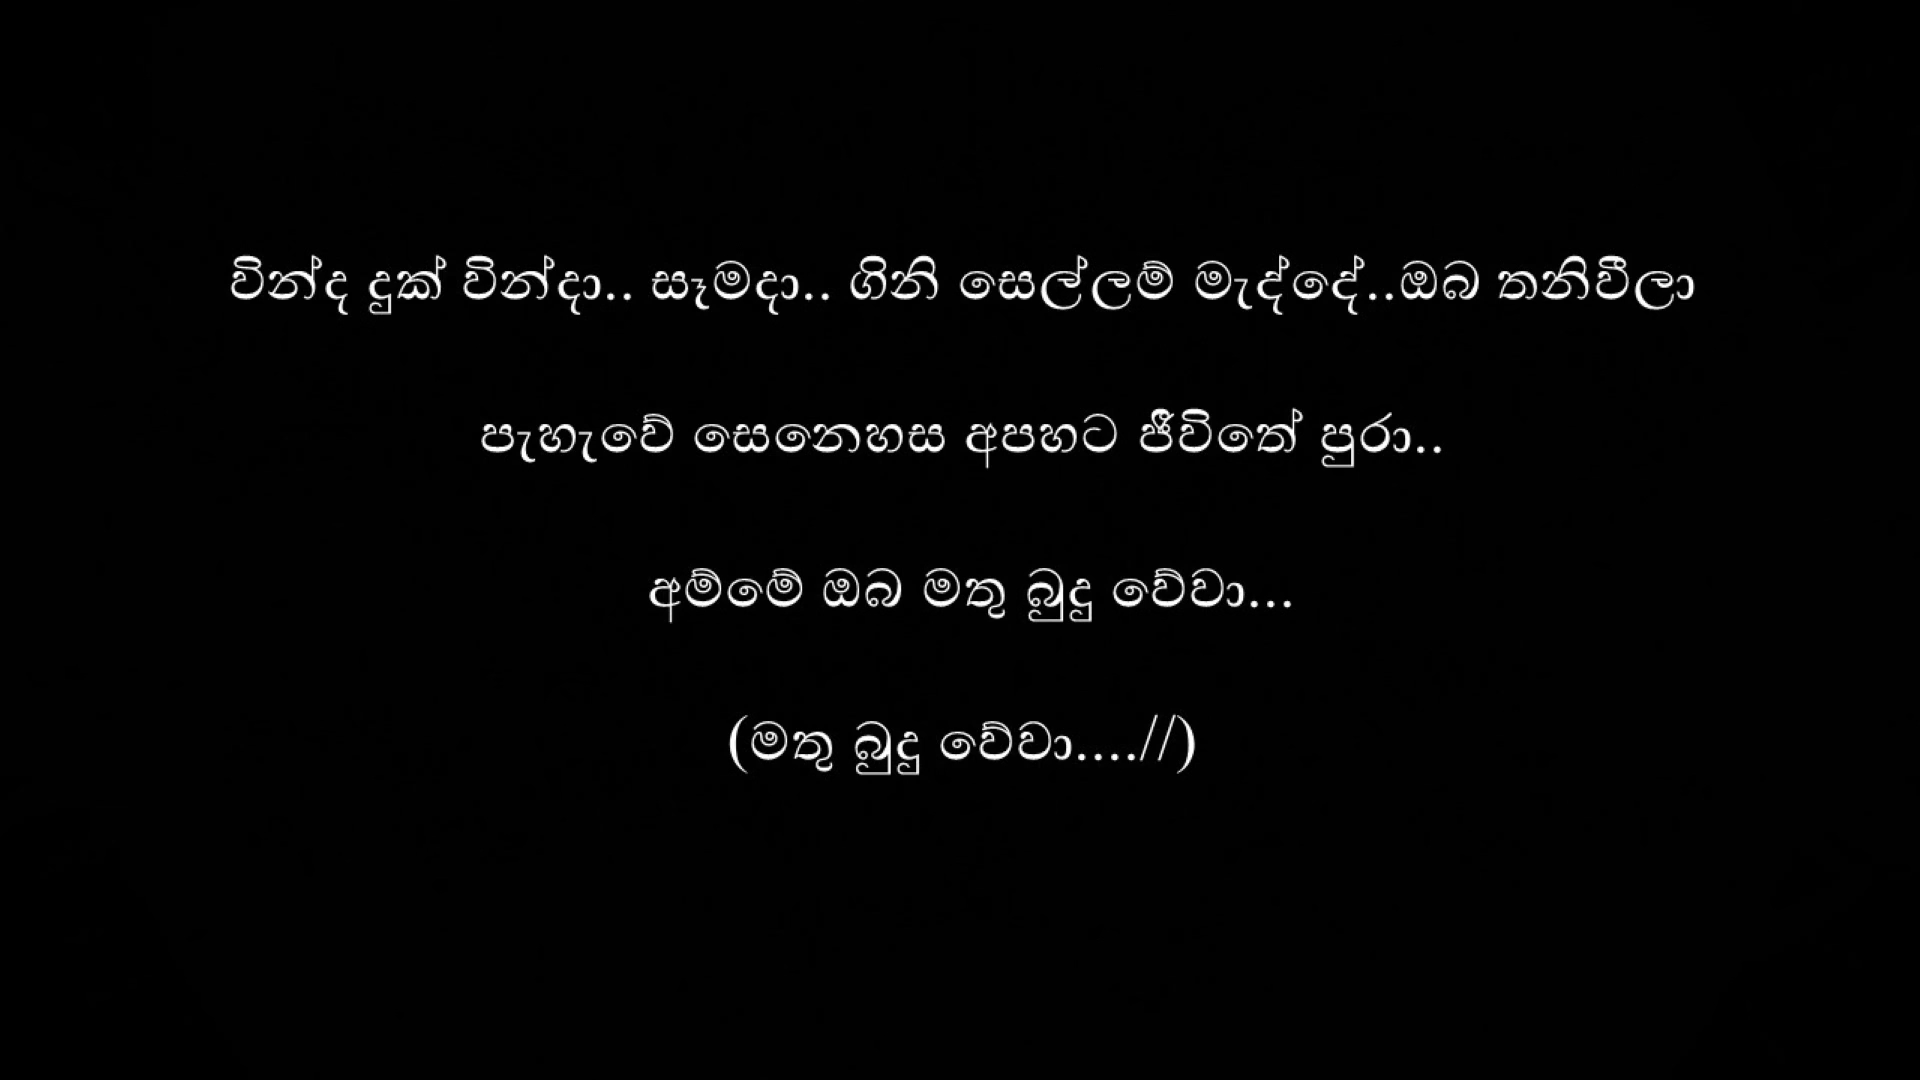 වින්ද දුක් වින්දා.. සෑමදා.. ගිනි සෙල්ලම් මැද්දේ..ඔබ තනිවීලා
පැහැවේ සෙනෙහස අපහට ජීවිතේ පුරා..
අම්මේ ඔබ මතු බුදු වේවා...
(මතු බුදු වේවා....//)